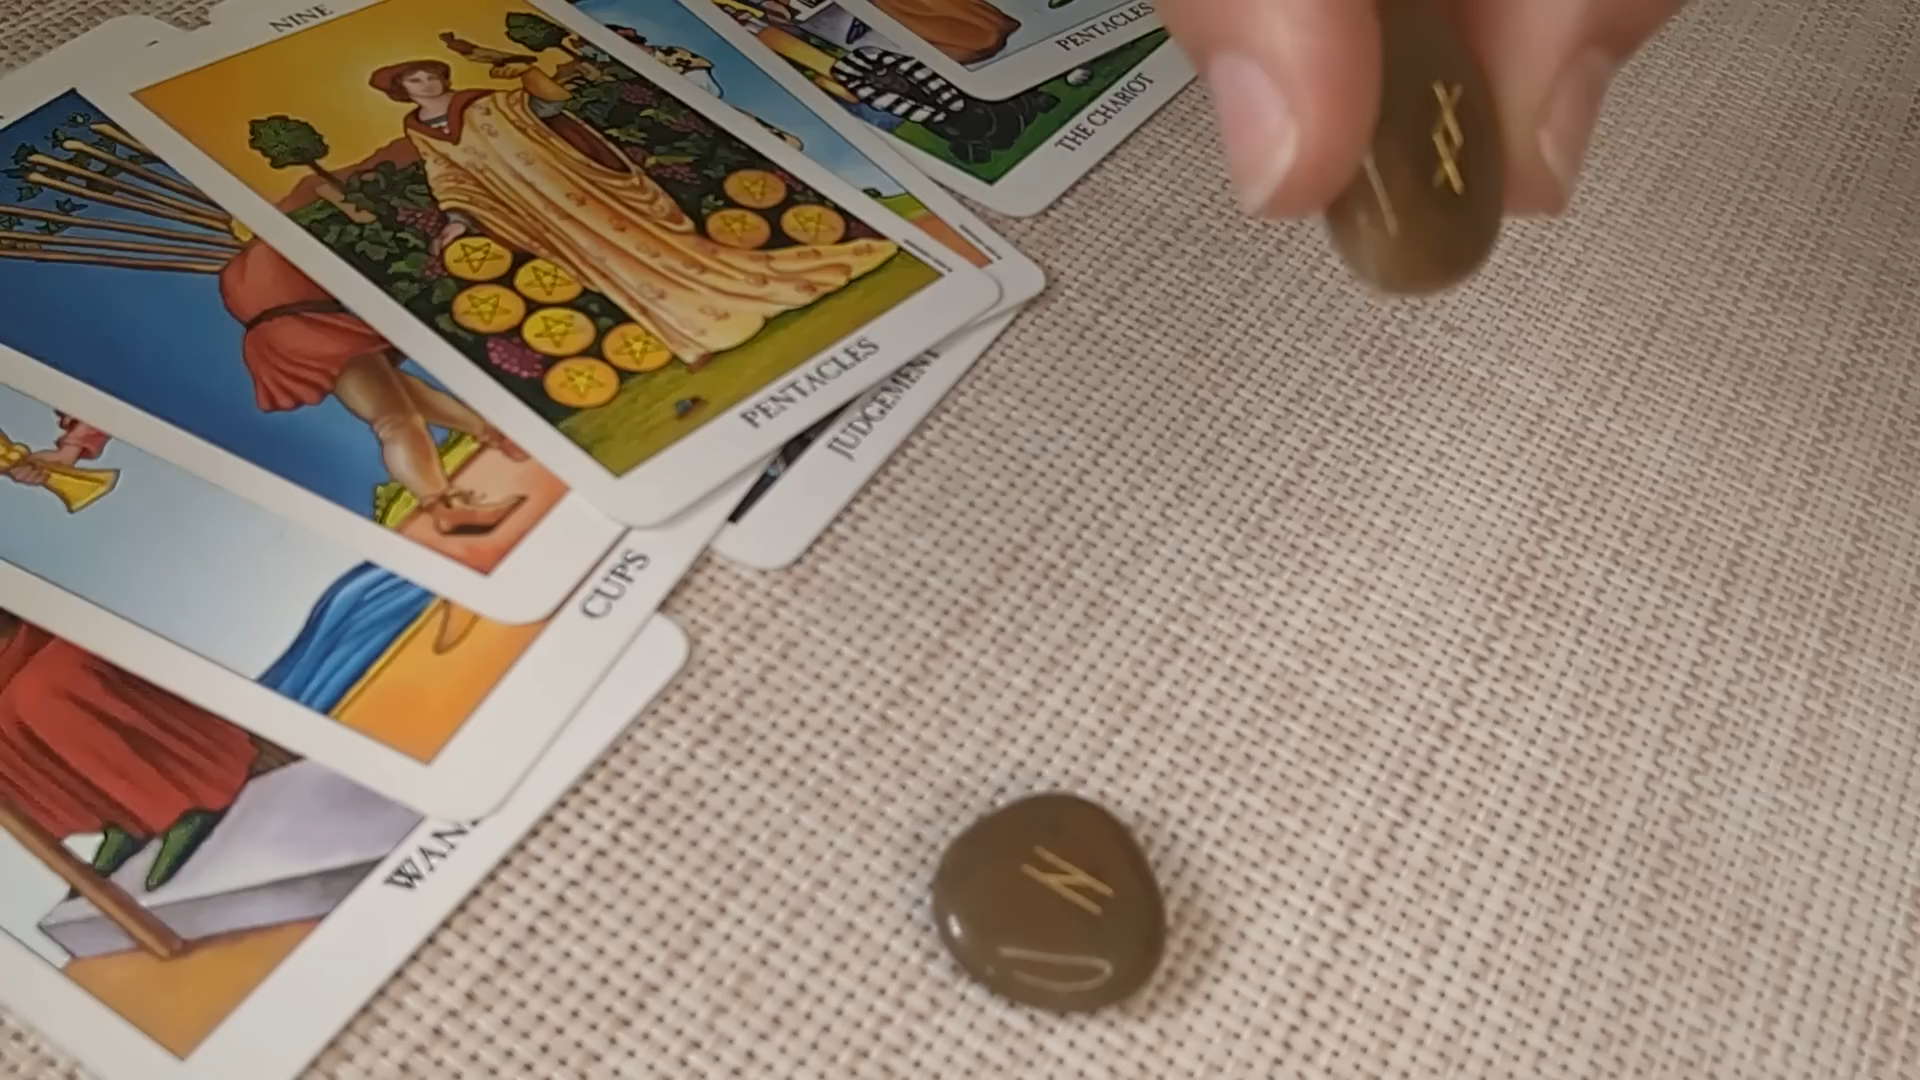 NINE
PENTACLES
PENTACLES
THE CHARIOT
JUDGEMENT
CUPS
ᛜ
ᚺ